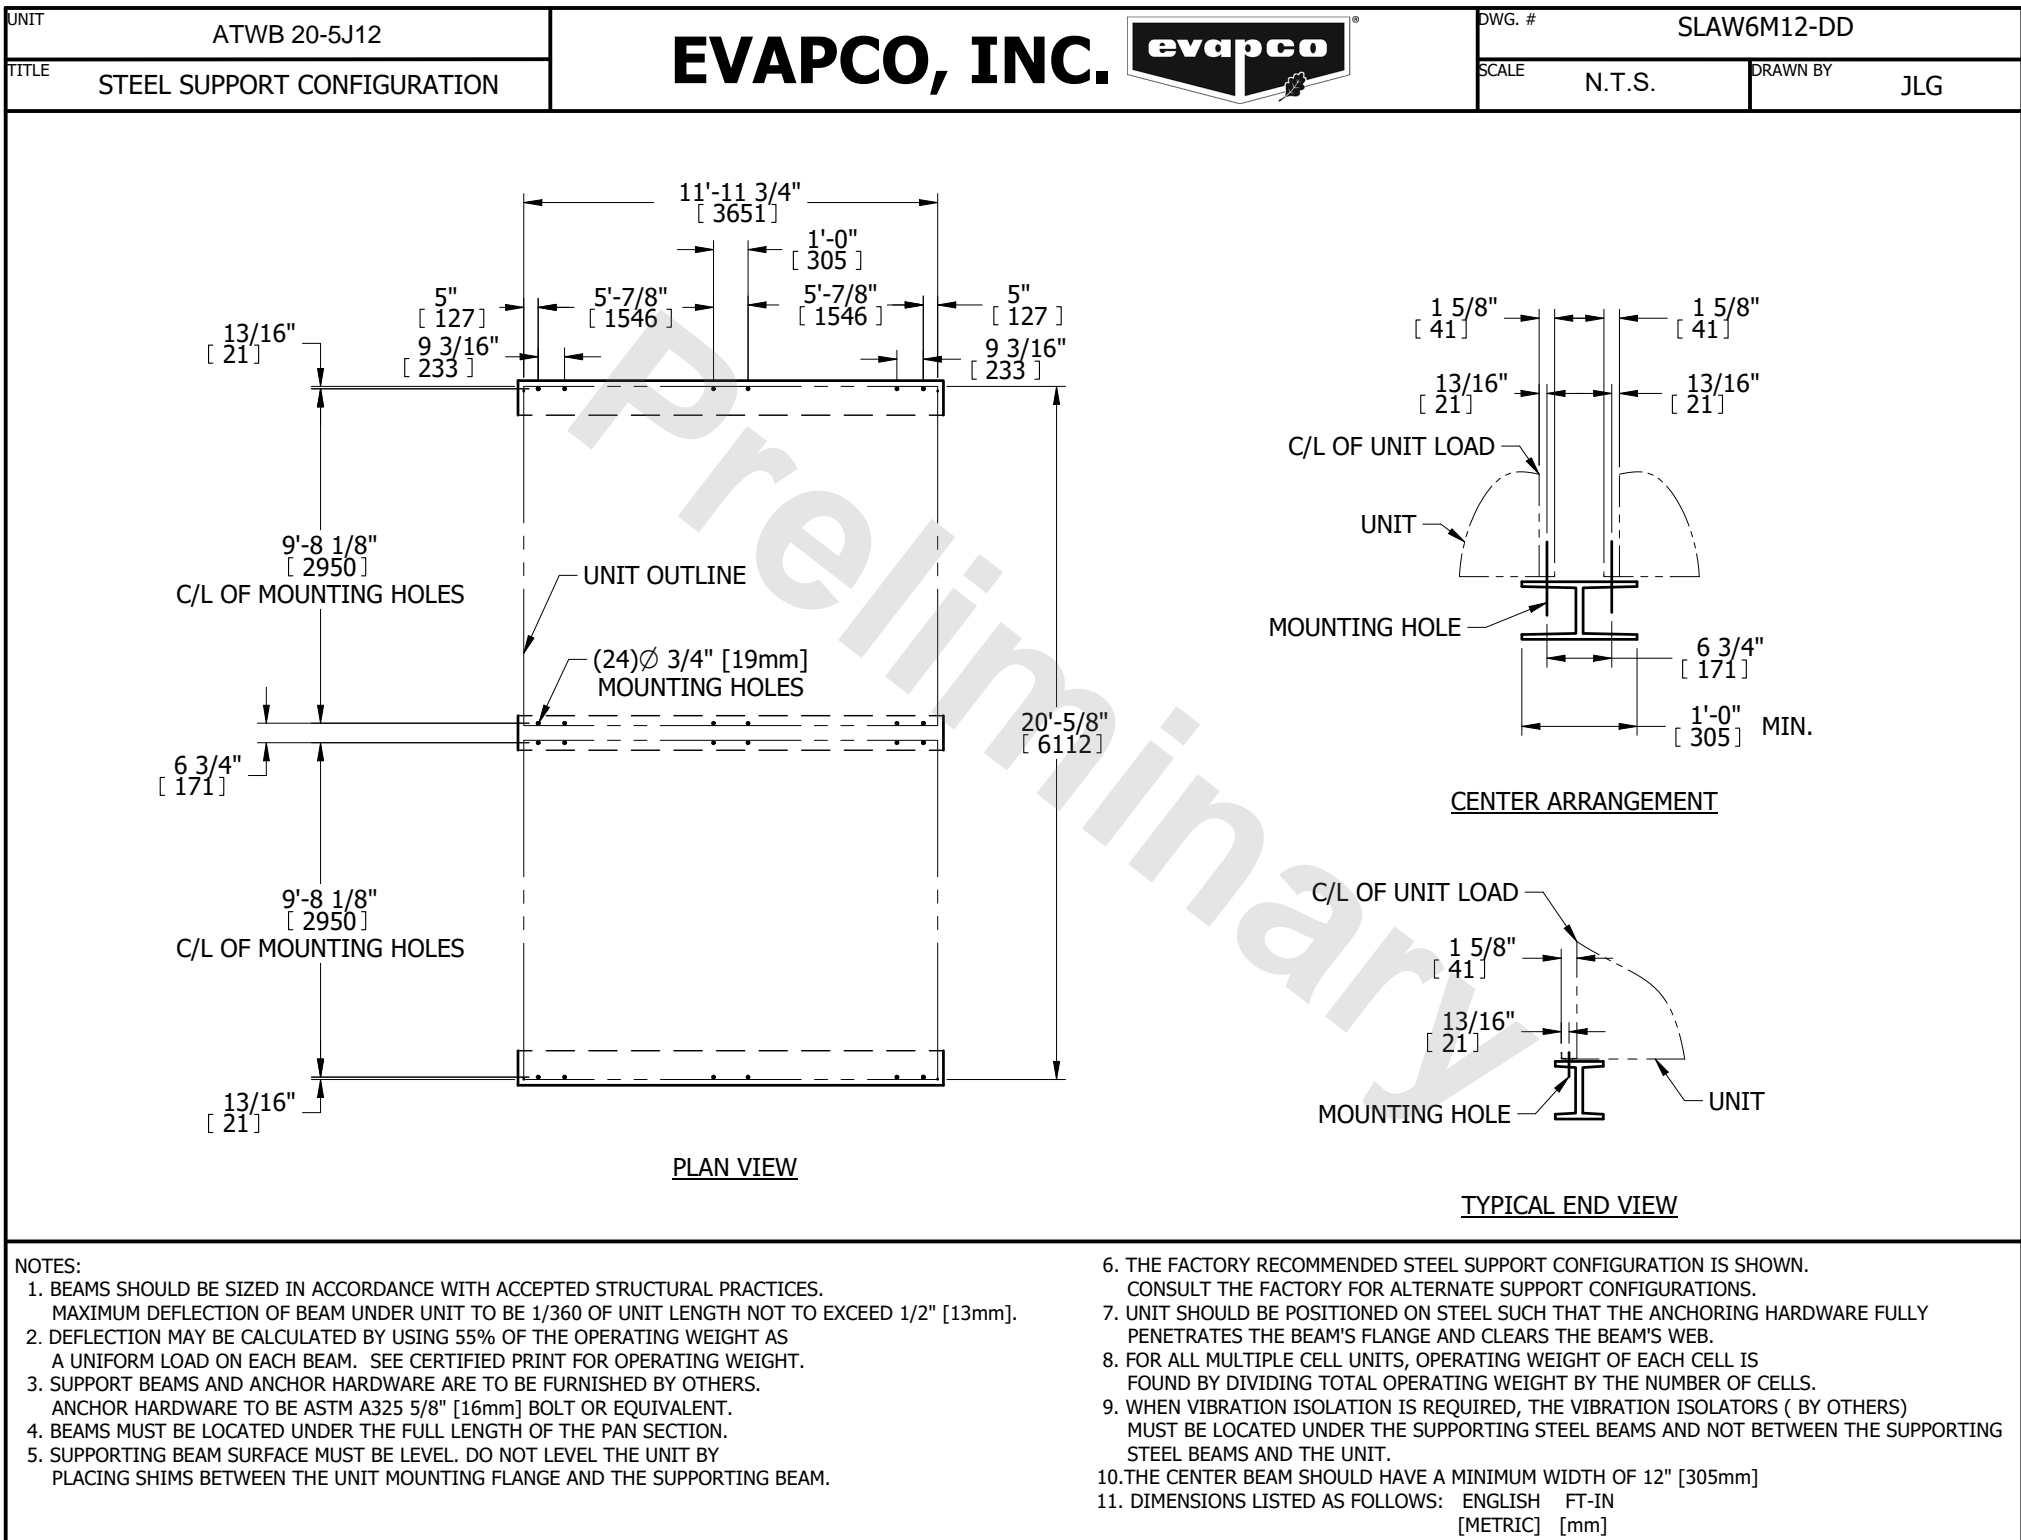 UNIT
ATWB 20-5J12
TITLE
STEEL SUPPORT CONFIGURATION
EVAPCO, INC.
evapco
®
DWG. #
SLAW6M12-DD
SCALE
N.T.S.
DRAWN BY
JLG
11'-11 3/4"
[ 3651]
1'-0"
[ 305 ]
5"
[ 127]
5'-7/8"
[ 1546 ]
5'-7/8"
[ 1546 ]
5"
[ 127 ]
13/16"
[ 21]
9 3/16"
[ 233 ]
9 3/16"
[ 233 ]
9'-8 1/8"
[ 2950]
C/L OF MOUNTING HOLES
UNIT OUTLINE
(24)Ø 3/4" [19mm]
MOUNTING HOLES
20'-5/8"
[ 6112]
6 3/4"
[ 171]
9'-8 1/8"
[ 2950]
C/L OF MOUNTING HOLES
13/16"
[ 21]
PLAN VIEW
1 5/8"
[ 41]
1 5/8"
[ 41]
13/16"
[ 21]
13/16"
[ 21]
C/L OF UNIT LOAD
UNIT
MOUNTING HOLE
6 3/4"
[ 171]
1'-0"
[ 305]
MIN.
CENTER ARRANGEMENT
C/L OF UNIT LOAD
1 5/8"
[ 41]
13/16"
[ 21]
MOUNTING HOLE
UNIT
TYPICAL END VIEW
Preliminary
NOTES:
1. BEAMS SHOULD BE SIZED IN ACCORDANCE WITH ACCEPTED STRUCTURAL PRACTICES.
MAXIMUM DEFLECTION OF BEAM UNDER UNIT TO BE 1/360 OF UNIT LENGTH NOT TO EXCEED 1/2" [13mm].
2. DEFLECTION MAY BE CALCULATED BY USING 55% OF THE OPERATING WEIGHT AS
A UNIFORM LOAD ON EACH BEAM. SEE CERTIFIED PRINT FOR OPERATING WEIGHT.
3. SUPPORT BEAMS AND ANCHOR HARDWARE ARE TO BE FURNISHED BY OTHERS.
ANCHOR HARDWARE TO BE ASTM A325 5/8" [16mm] BOLT OR EQUIVALENT.
4. BEAMS MUST BE LOCATED UNDER THE FULL LENGTH OF THE PAN SECTION.
5. SUPPORTING BEAM SURFACE MUST BE LEVEL. DO NOT LEVEL THE UNIT BY
PLACING SHIMS BETWEEN THE UNIT MOUNTING FLANGE AND THE SUPPORTING BEAM.
6. THE FACTORY RECOMMENDED STEEL SUPPORT CONFIGURATION IS SHOWN.
CONSULT THE FACTORY FOR ALTERNATE SUPPORT CONFIGURATIONS.
7. UNIT SHOULD BE POSITIONED ON STEEL SUCH THAT THE ANCHORING HARDWARE FULLY
PENETRATES THE BEAM'S FLANGE AND CLEARS THE BEAM'S WEB.
8. FOR ALL MULTIPLE CELL UNITS, OPERATING WEIGHT OF EACH CELL IS
FOUND BY DIVIDING TOTAL OPERATING WEIGHT BY THE NUMBER OF CELLS.
9. WHEN VIBRATION ISOLATION IS REQUIRED, THE VIBRATION ISOLATORS ( BY OTHERS)
MUST BE LOCATED UNDER THE SUPPORTING STEEL BEAMS AND NOT BETWEEN THE SUPPORTING
STEEL BEAMS AND THE UNIT.
10.THE CENTER BEAM SHOULD HAVE A MINIMUM WIDTH OF 12" [305mm]
11. DIMENSIONS LISTED AS FOLLOWS: ENGLISH FT-IN
[METRIC] [mm]